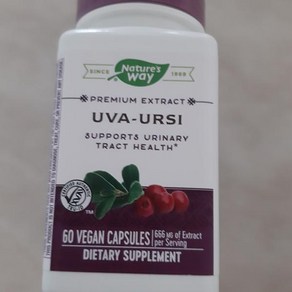 Nature's
Way
SINCE 1969
PREMIUM EXTRACT
UVA-URSI
SUPPORTS URINARY
TRACT HEALTH*
TM
60 VEGAN CAPSULES
666 MG of Extract
per Serving
DIETARY SUPPLEMENT